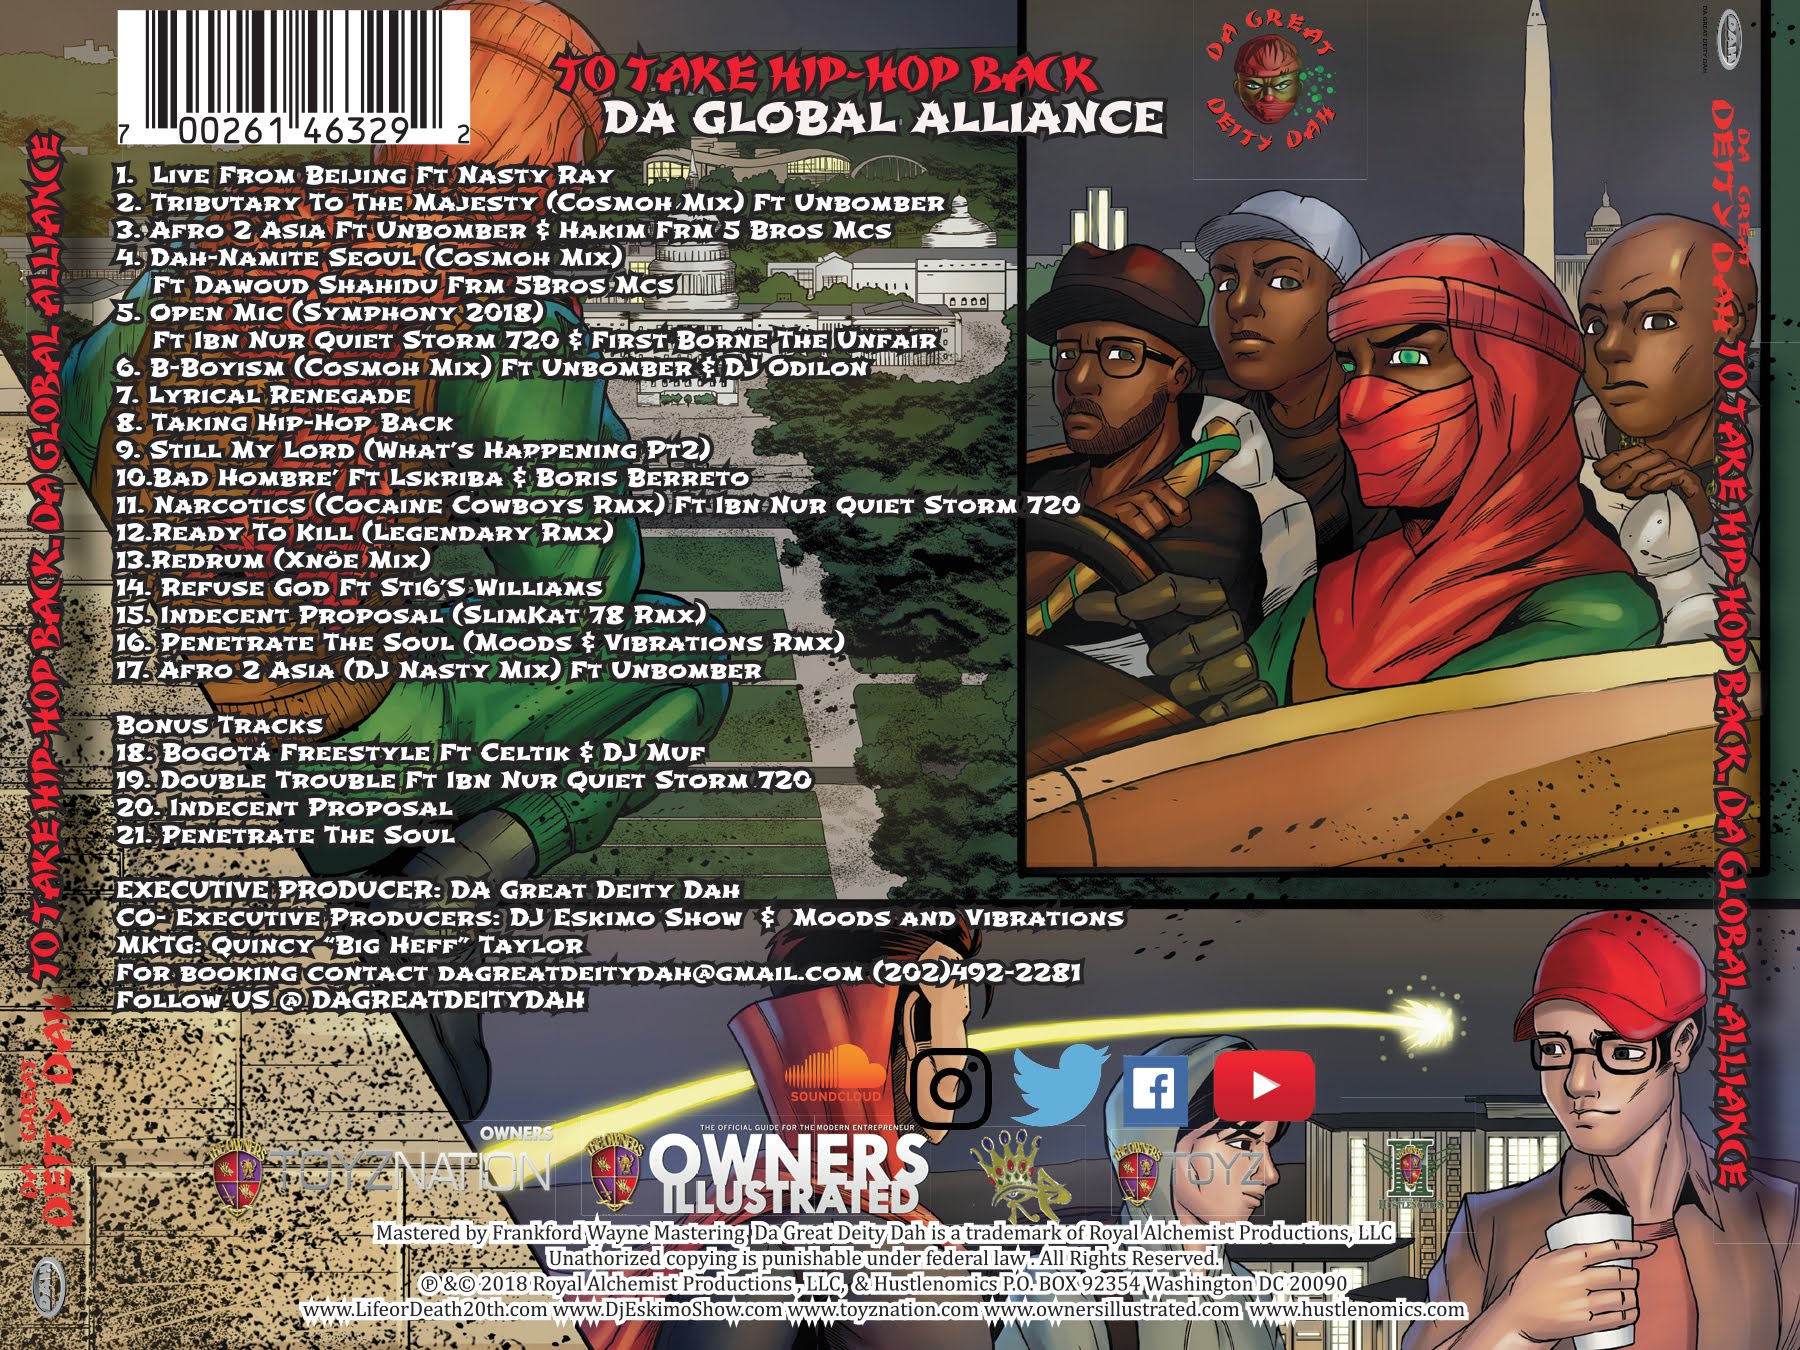 7 00261 46329 2
TO TAKE HIP-HOP BACK
DA GLOBAL ALLIANCE
DA GREAT
DEITY DAH
1. Live From Beijing Ft Nasty Ray
2. Tributary To The Majesty (Cosmoh Mix) Ft Unbomber
3. Afro 2 Asia Ft Unbomber & Hakim Frm 5 Bros Mcs
4. Dah-Namite Seoul (Cosmoh Mix)
Ft Dawoud Shahidu Frm 5Bros Mcs
5. Open Mic (Symphony 2018)
Ft Ibn Nur Quiet Storm 720 & First Borne The Unfair
6. B-Boyism (Cosmoh Mix) Ft Unbomber & DJ Odilon
7. Lyrical Renegade
8. Taking Hip-Hop Back
9. Still My Lord (What's Happening Pt2)
10.Bad Hombre' Ft Lskriba & Boris Berreto
11. Narcotics (Cocaine Cowboys Rmx) Ft Ibn Nur Quiet Storm 720
12.Ready To Kill (Legendary Rmx)
13.Redrum (Xnöe Mix)
14. Refuse God Ft Sti6'S Williams
15. Indecent Proposal (SlimKat 78 Rmx)
16. Penetrate The Soul (Moods & Vibrations Rmx)
17. Afro 2 Asia (DJ Nasty Mix) Ft Unbomber
Bonus Tracks
18. Bogotá Freestyle Ft Celtik & DJ Muf
19. Double Trouble Ft Ibn Nur Quiet Storm 720
20. Indecent Proposal
21. Penetrate The Soul
EXECUTIVE PRODUCER: Da Great Deity Dah
CO- Executive Producers: DJ Eskimo Show & Moods and Vibrations
MKTG: Quincy "Big Heff" Taylor
For booking contact dagreatdeitydah@gmail.com (202)492-2281
Follow US @ DAGREATDEITYDAH
SOUNDCLOUD
OWNERS
TOYZNATION
THE OFFICIAL GUIDE FOR THE MODERN ENTREPRENEUR
OWNERS
ILLUSTRATED
TOYZ
H
HUSTLENOMICS
Mastered by Frankford Wayne Mastering Da Great Deity Dah is a trademark of Royal Alchemist Productions, LLC
Unathorized copying is punishable under federal law . All Rights Reserved.
℗ &© 2018 Royal Alchemist Productions , LLC, & Hustlenomics P.O. BOX 92354 Washington DC 20090
www.LifeorDeath20th.com www.DjEskimoShow.com www.toyznation.com www.ownersillustrated.com www.hustlenomics.com
DA GREAT DEITY DAH TO TAKE HIP-HOP BACK. DA GLOBAL ALLIANCE
DAH
DA GREAT DEITY DAH
DA GREAT DEITY DAH TO TAKE HIP-HOP BACK. DA GLOBAL ALLIANCE